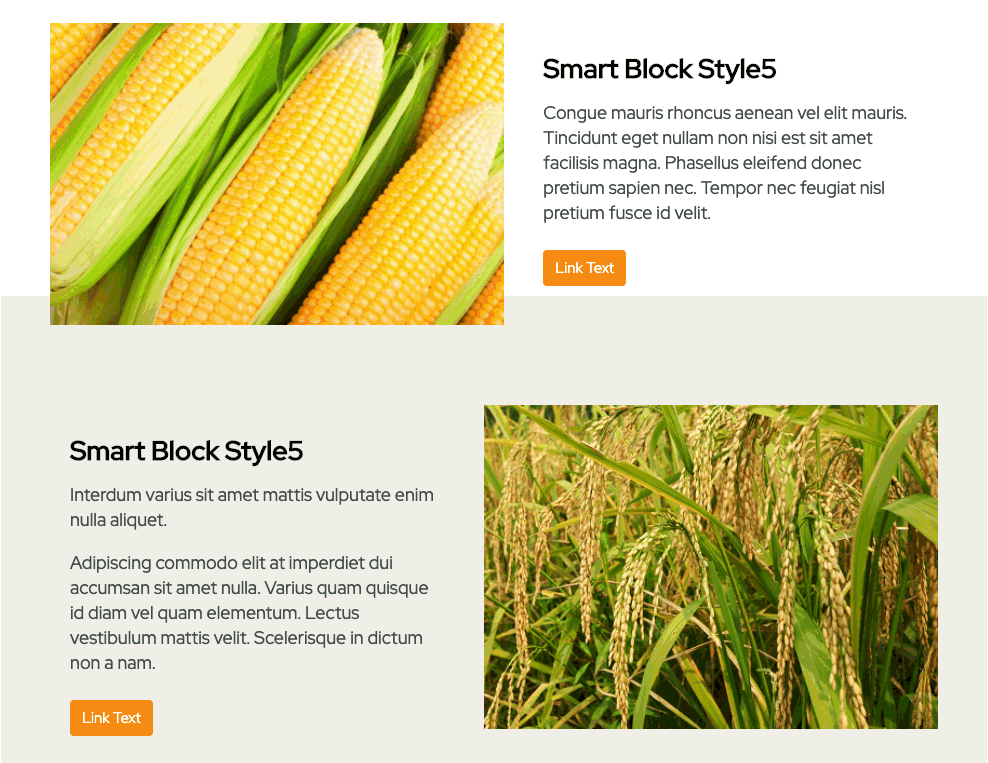 Smart Block Style5
Congue mauris rhoncus aenean vel elit mauris.
Tincidunt eget nullam non nisi est sit amet
facilisis magna. Phasellus eleifend donec
pretium sapien nec. Tempor nec feugiat nisl
pretium fusce id velit.
Link Text
Smart Block Style5
Interdum varius sit amet mattis vulputate enim
nulla aliquet.
Adipiscing commodo elit at imperdiet dui
accumsan sit amet nulla. Varius quam quisque
id diam vel quam elementum. Lectus
vestibulum mattis velit. Scelerisque in dictum
non a nam.
Link Text